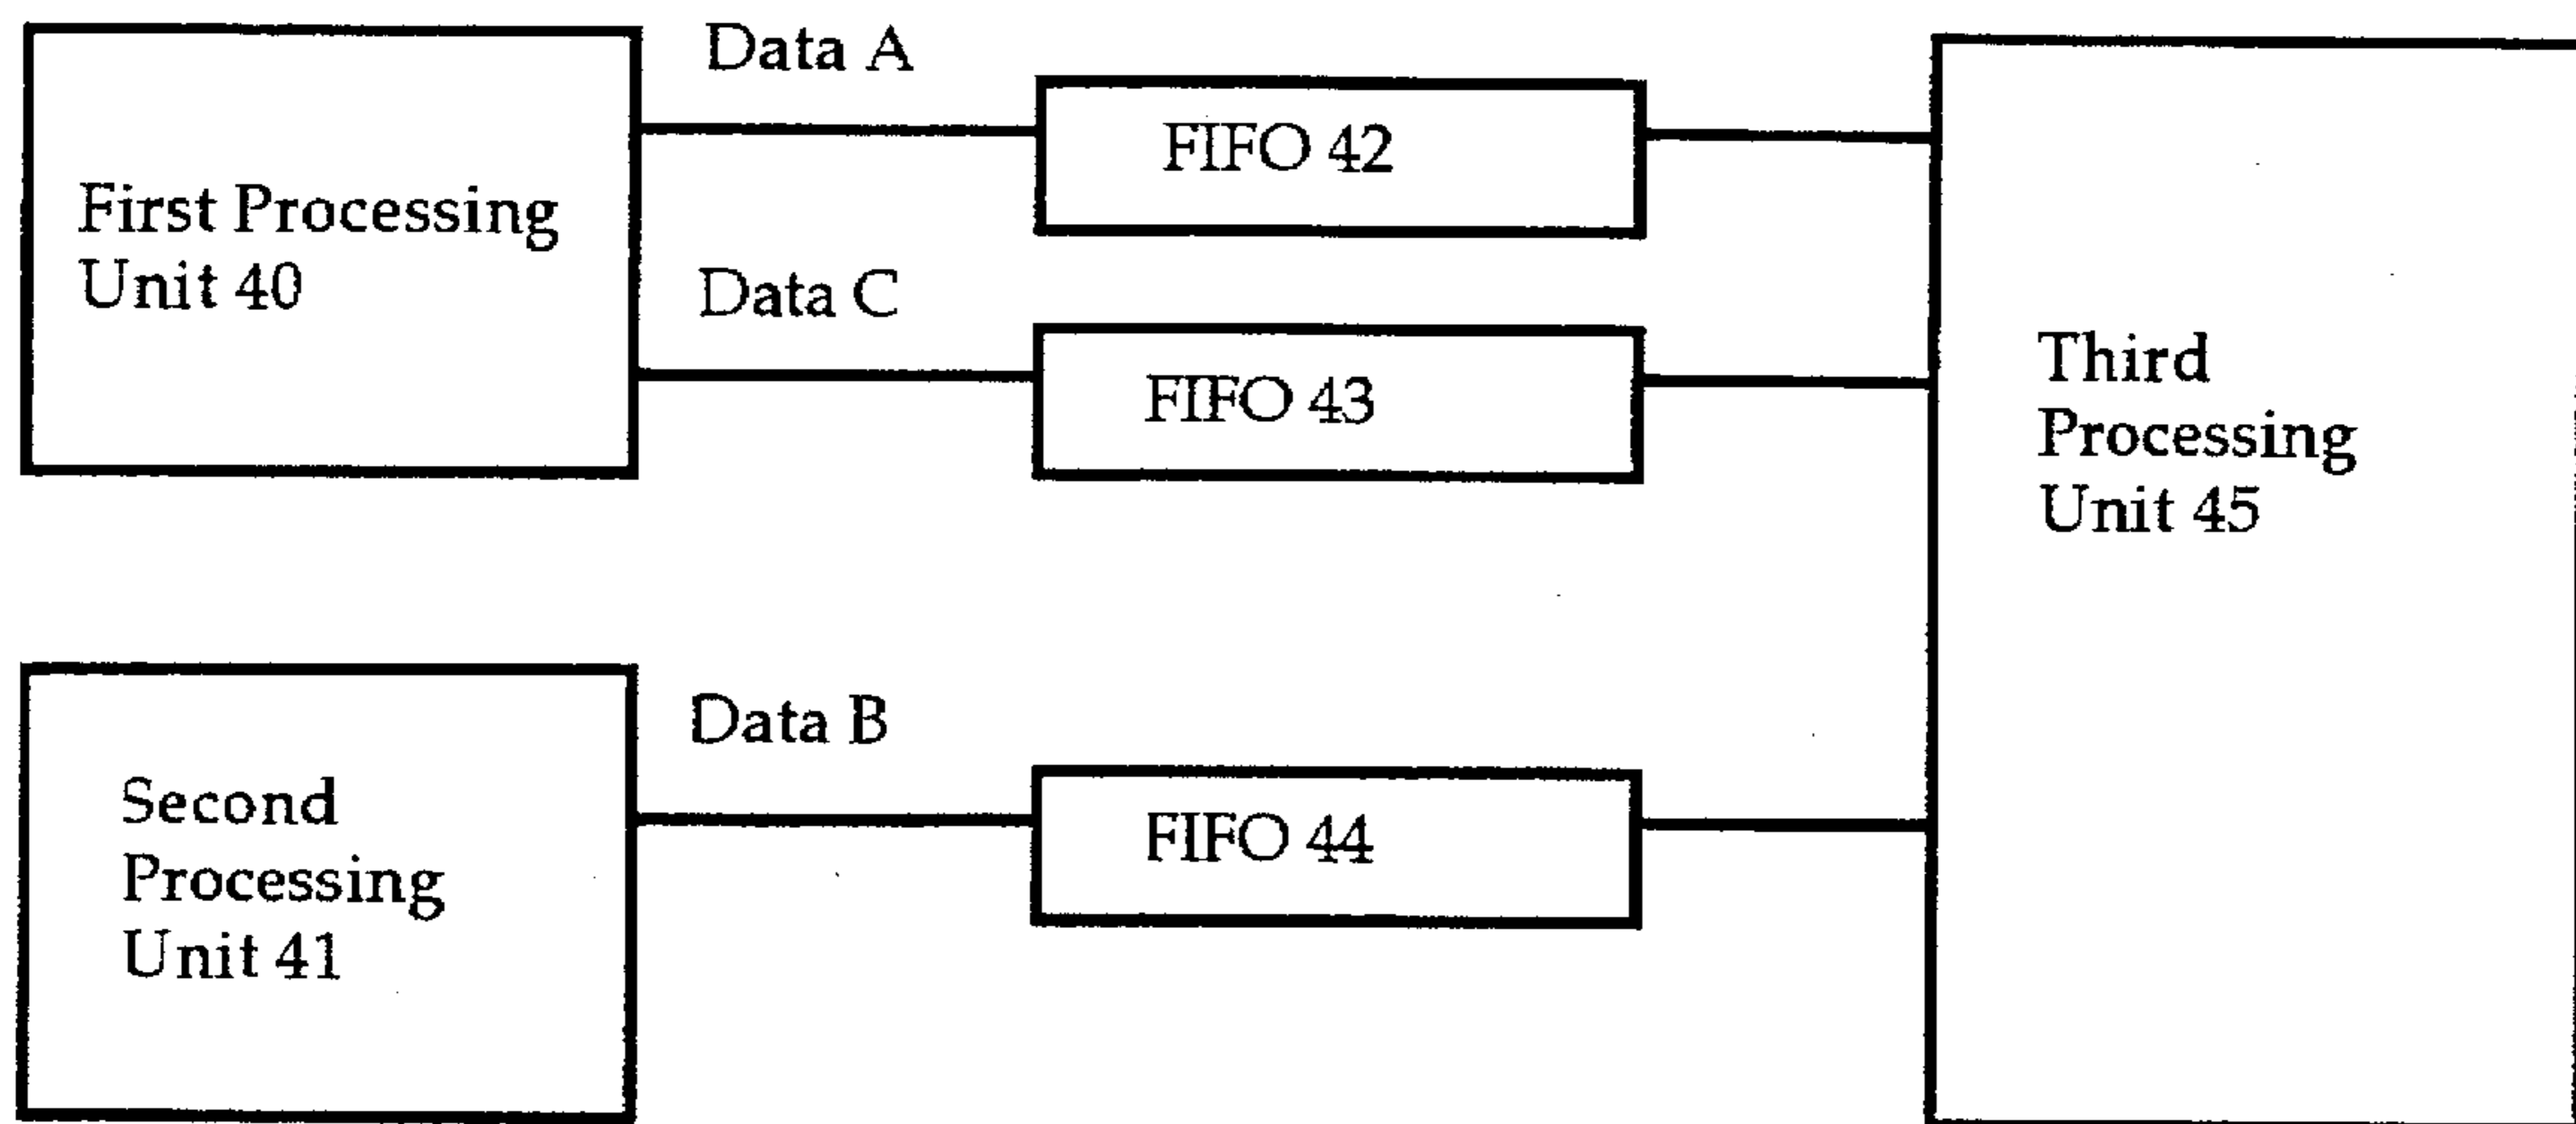 Data A
FIFO 42
First Processing
Unit 40
Data C
FIFO 43
Third
Processing
Unit 45
Data B
Second
Processing
Unit 41
FIFO 44